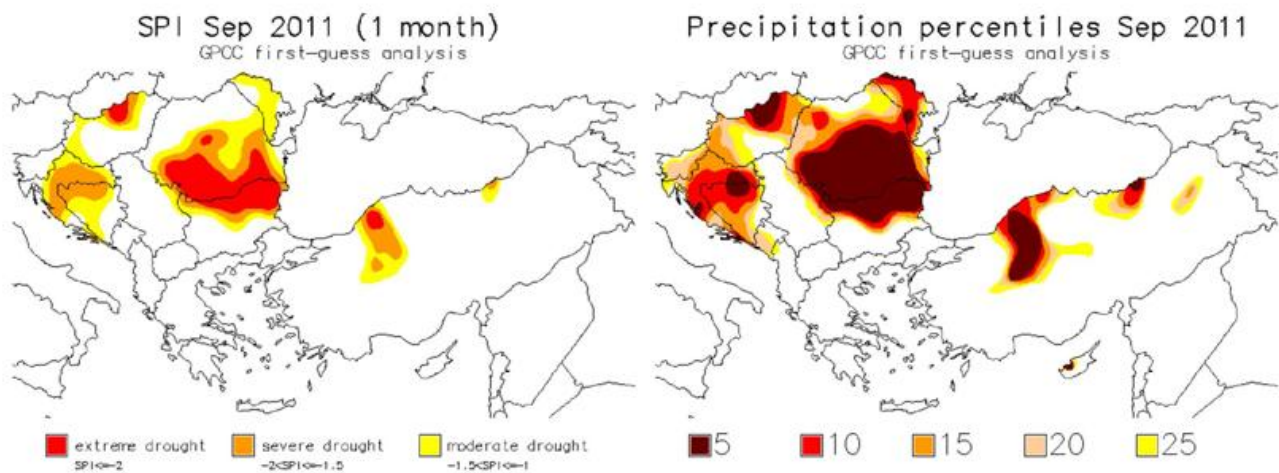 SPI Sep 2011 (1 month)
GPCC first-guess analysis
Precipitation percentiles Sep 2011
GPCC first-guess analysis
extreme drought
SPI<=-2
severe drought
-2<SPI<=-1.5
moderate drought
-1.5<SPI<=-1
5
10
15
20
25